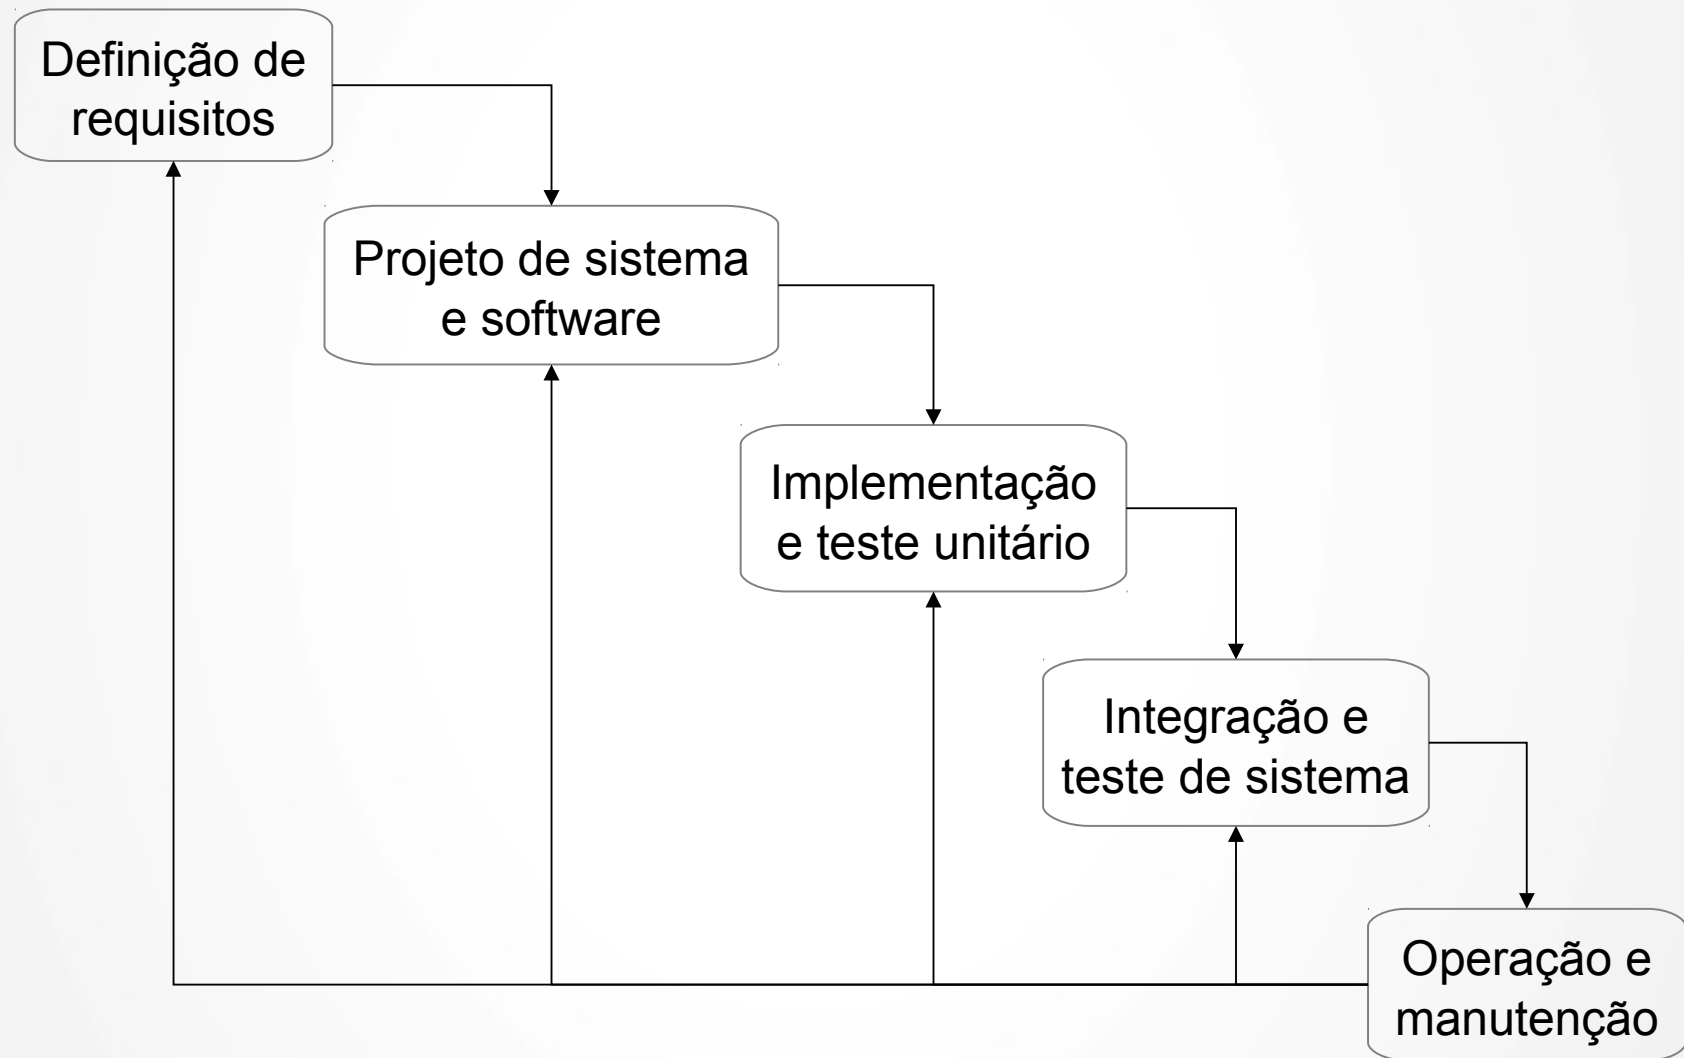 Definição de
requisitos
Projeto de sistema
e software
Implementação
e teste unitário
Integração e
teste de sistema
Operação e
manutenção